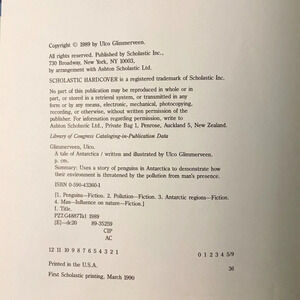 Copyright © 1989 by Ulco Glimmerveen.
All rights reserved. Published by Scholastic Inc.,
730 Broadway, New York, NY 10003,
by arrangement with Ashton Scholastic Ltd.
SCHOLASTIC HARDCOVER is a registered trademark of Scholastic Inc.
No part of this publication may be reproduced in whole or in
part, or stored in a retrieval system, or transmitted in any
form or by any means, electronic, mechanical, photocopying,
recording, or otherwise, without written permission of the
publisher. For information regarding permission, write to
Ashton Scholastic Ltd., Private Bag 1, Penrose, Auckland 5, New Zealand.
Library of Congress Cataloging-in-Publication Data
Glimmerveen, Ulco.
A tale of Antarctica / written and illustrated by Ulco Glimmerveen.
p. cm.
Summary: Uses a story of penguins in Antarctica to demonstrate how
their environment is threatened by the pollution from man's presence.
ISBN 0-590-43360-1
[1. Penguins—Fiction. 2. Pollution—Fiction. 3. Antarctic regions—Fiction.
4. Man—Influence on nature—Fiction.]
I. Title.
PZ7.G4887Ta1 1989
[E]—dc20 89-35259
CIP
AC
12 11 10 9 8 7 6 5 4 3 2 1 0 1 2 3 4 5/9
Printed in the U.S.A. 36
First Scholastic printing, March 1990